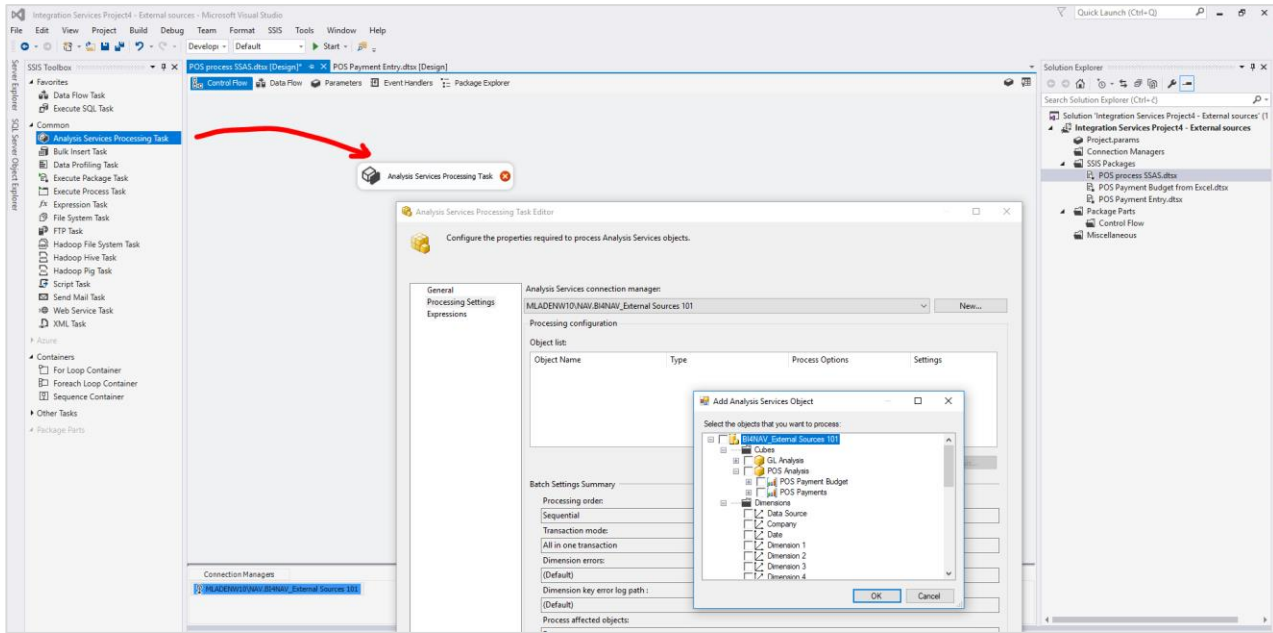 Integration Services Project4 - External sources - Microsoft Visual Studio
Quick Launch (Ctrl+Q)
File Edit View Project Build Debug Team Format SSIS Tools Window Help
Develop Default Start
Server Explorer
SQL Server Object Explorer
SSIS Toolbox
Favorites
Data Flow Task
Execute SQL Task
Common
Analysis Services Processing Task
Bulk Insert Task
Data Profiling Task
Execute Package Task
Execute Process Task
Expression Task
File System Task
FTP Task
Hadoop File System Task
Hadoop Hive Task
Hadoop Pig Task
Script Task
Send Mail Task
Web Service Task
XML Task
Azure
Containers
For Loop Container
Foreach Loop Container
Sequence Container
Other Tasks
Package Parts
POS process SSAS.dtsx [Design]* POS Payment Entry.dtsx [Design]
Control Flow Data Flow Parameters Event Handlers Package Explorer
Analysis Services Processing Task
Analysis Services Processing Task Editor
Configure the properties required to process Analysis Services objects.
General
Processing Settings
Expressions
Analysis Services connection manager:
MLADENW10\NAV.BI4NAV_External Sources 101 New...
Processing configuration
Object list:
Object Name Type Process Options Settings
Batch Settings Summary
Processing order:
Sequential
Transaction mode:
All in one transaction
Dimension errors:
(Default)
Dimension key error log path :
(Default)
Process affected objects:
Add Analysis Services Object
Select the objects that you want to process:
BI4NAV_External Sources 101
Cubes
GL Analysis
POS Analysis
POS Payment Budget
POS Payments
Dimensions
Data Source
Company
Date
Dimension 1
Dimension 2
Dimension 3
Dimension 4
OK Cancel
Connection Managers
MLADENW10\NAV.BI4NAV_External Sources 101
Solution Explorer
Search Solution Explorer (Ctrl+č)
Solution 'Integration Services Project4 - External sources' (1
Integration Services Project4 - External sources
Project.params
Connection Managers
SSIS Packages
POS process SSAS.dtsx
POS Payment Budget from Excel.dtsx
POS Payment Entry.dtsx
Package Parts
Control Flow
Miscellaneous